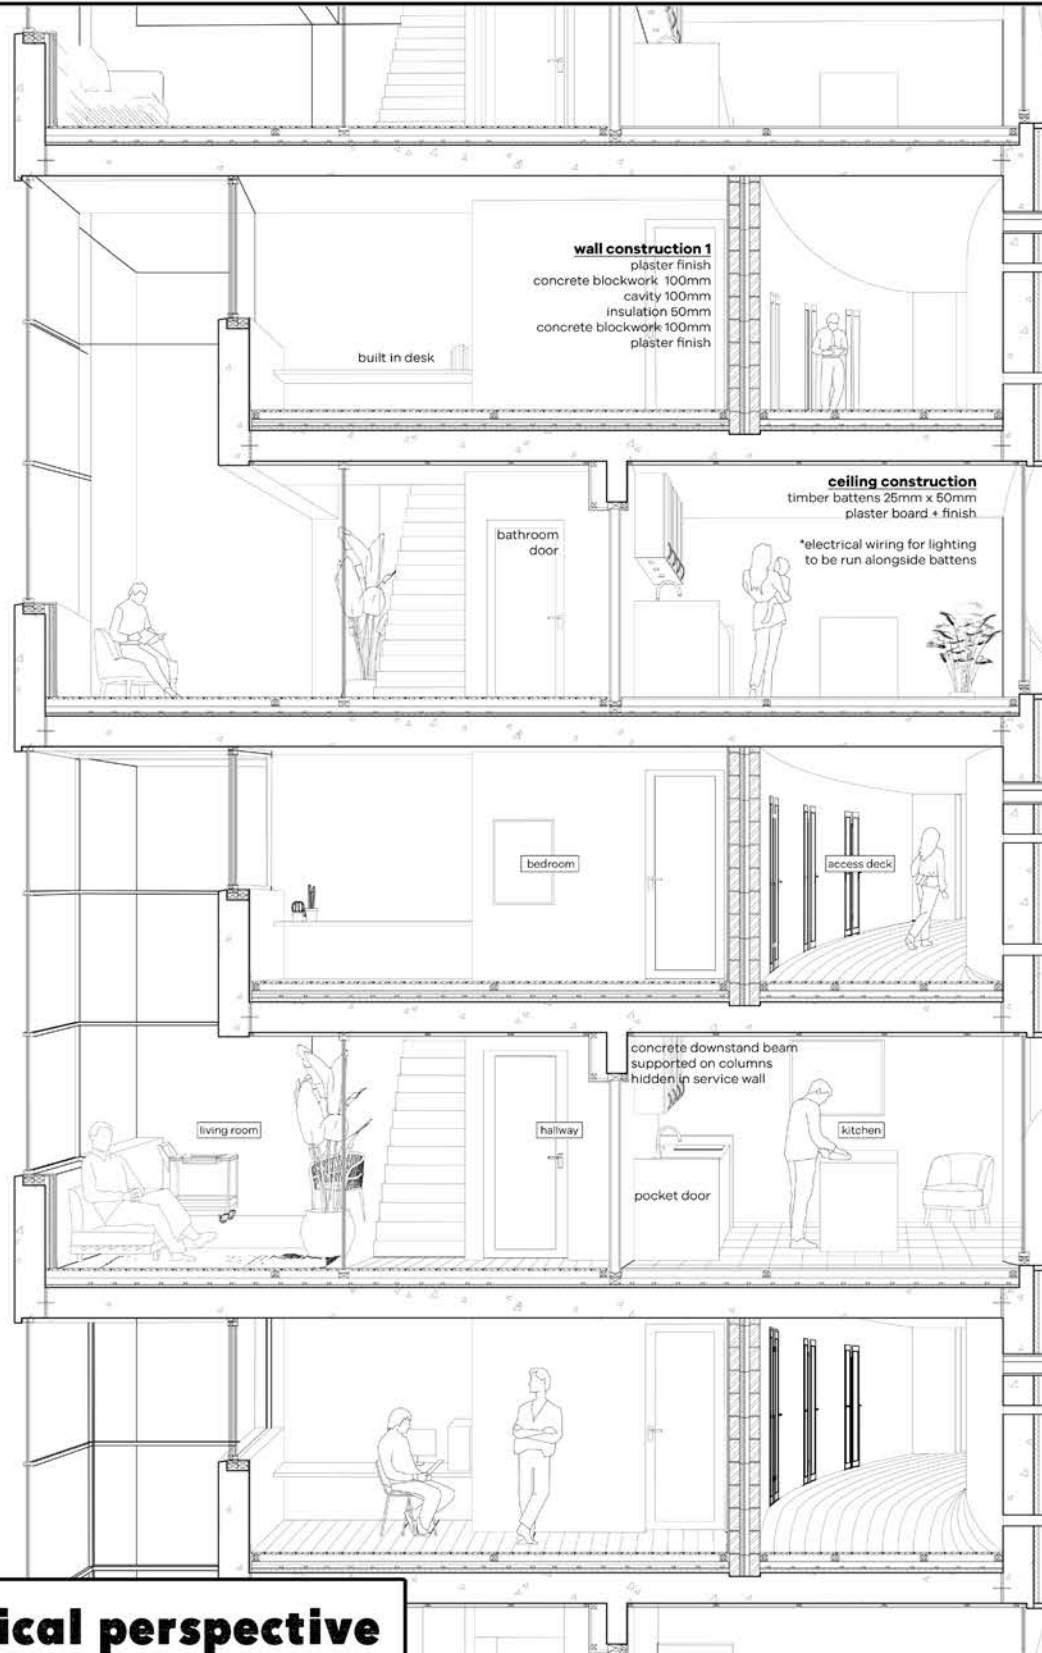 wall construction 1
plaster finish
concrete blockwork 100mm
cavity 100mm
insulation 50mm
concrete blockwork 100mm
plaster finish
built in desk
ceiling construction
timber battens 25mm x 50mm
plaster board + finish
*electrical wiring for lighting
to be run alongside battens
bathroom
door
bedroom
access deck
concrete downstand beam
supported on columns
hidden in service wall
living room
hallway
kitchen
pocket door
ical perspective